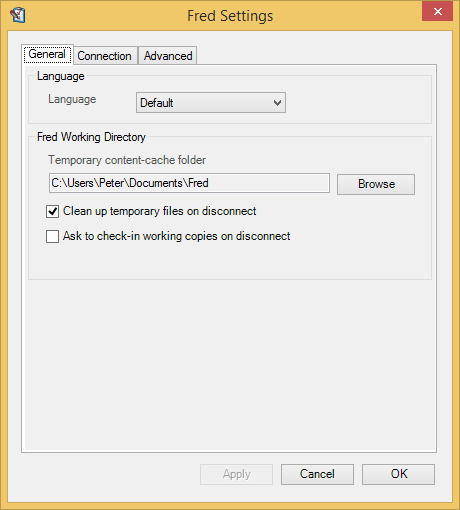 Fred Settings
General Connection Advanced
Language
Language Default
Fred Working Directory
Temporary content-cache folder
C:\Users\Peter\Documents\Fred Browse
Clean up temporary files on disconnect
Ask to check-in working copies on disconnect
Apply Cancel OK